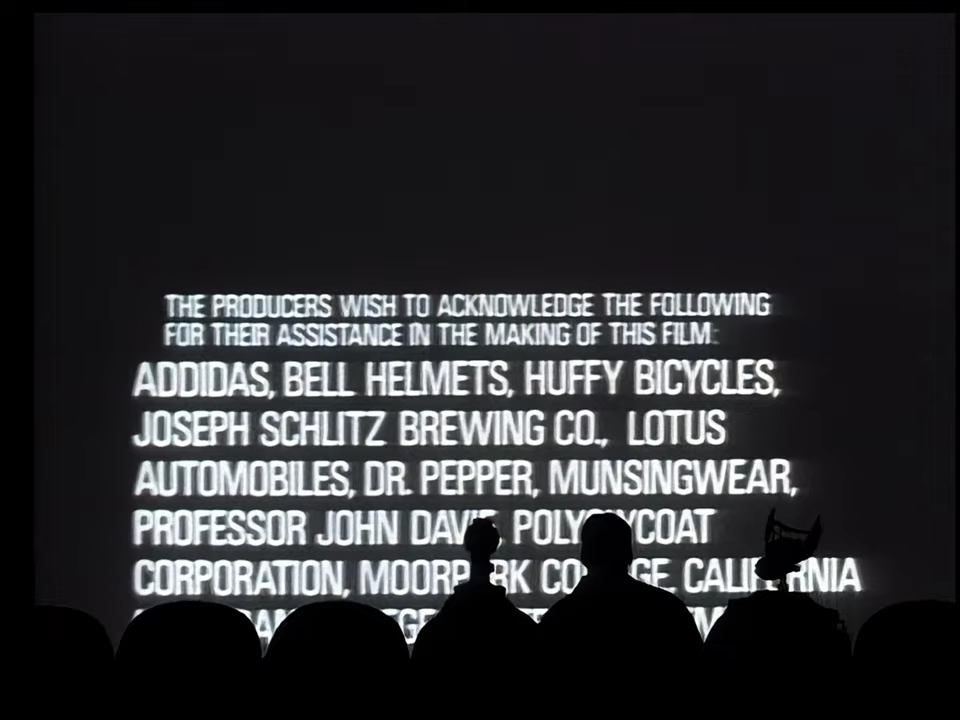 THE PRODUCERS WISH TO ACKNOWLEDGE THE FOLLOWING
FOR THEIR ASSISTANCE IN THE MAKING OF THIS FILM:
ADDIDAS, BELL HELMETS, HUFFY BICYCLES,
JOSEPH SCHLITZ BREWING CO., LOTUS
AUTOMOBILES, DR. PEPPER, MUNSINGWEAR,
PROFESSOR JOHN
CORPORATION,